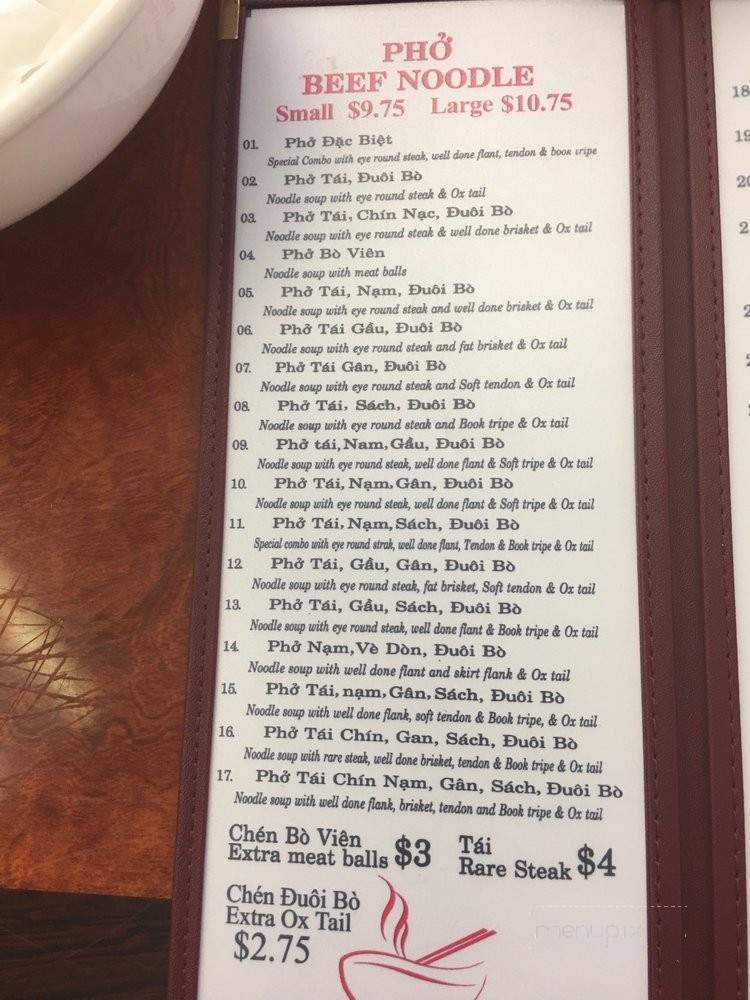 PHỞ
BEEF NOODLE
Small $9.75 Large $10.75
01. Phở Đặc Biệt
Special Combo with eye round steak, well done flant, tendon & book tripe
02 Phở Tái, Đuôi Bò
Noodle soup with eye round steak & Ox tail
03. Phở Tái, Chín Nạc, Đuôi Bò
Noodle soup with eye round steak & well done brisket & Ox tail
04 Phở Bò Viên
Noodle soup with meat balls
05. Phở Tái, Nạm, Đuôi Bò
Noodle soup with eye round steak and well done brisket & Ox tail
06. Phở Tái Gầu, Đuôi Bò
Noodle soup with eye round steak and fat brisket & Ox tail
07. Phở Tái Gân, Đuôi Bò
Noodle soup with eye round steak and Soft tendon & Ox tail
08. Phở Tái, Sách, Đuôi Bò
Noodle soup with eye round steak and Book tripe & Ox tail
09. Phở tái, Nam, Gầu, Đuôi Bò
Noodle soup with eye round steak, well done flant & Soft tripe & Ox tail
10. Phở Tái, Nạm, Gân, Đuôi Bò
Noodle soup with eye round steak, well done flant & Soft tripe & Ox tail
11. Phở Tái, Nạm, Sách, Đuôi Bò
Special combo with eye round strak, well done flant, Tendon & Book tripe & Ox tail
12 Phở Tái, Gầu, Gân, Đuôi Bò
Noodle soup with eye round steak, fat brisket, Soft tendon & Ox tail
13. Phở Tái, Gầu, Sách, Đuôi Bò
Noodle soup with eye round steak, well done flant & Book tripe & Ox tail
14. Phở Nạm, Vè Dòn, Đuôi Bò
Noodle soup with well done flant and skirt flank & Ox tail
15. Phở Tái, nạm, Gân, Sách, Đuôi Bò
Noodle soup with well done flank, soft tendon & Book tripe, & Ox tail
16. Phở Tái Chín, Gan, Sách, Đuôi Bò
Noodle soup with rare steak, well done brisket, tendon & Book tripe & Ox tail
17. Phở Tái Chín Nạm, Gân, Sách, Đuôi Bò
Noodle soup with well done flank, brisket, tendon and Book tripe & Ox tail
Chén Bò Viên
Extra meat balls $3
Tái
Rare Steak $4
Chén Đuôi Bò
Extra Ox Tail
$2.75
menupix
18
19
20
2
2